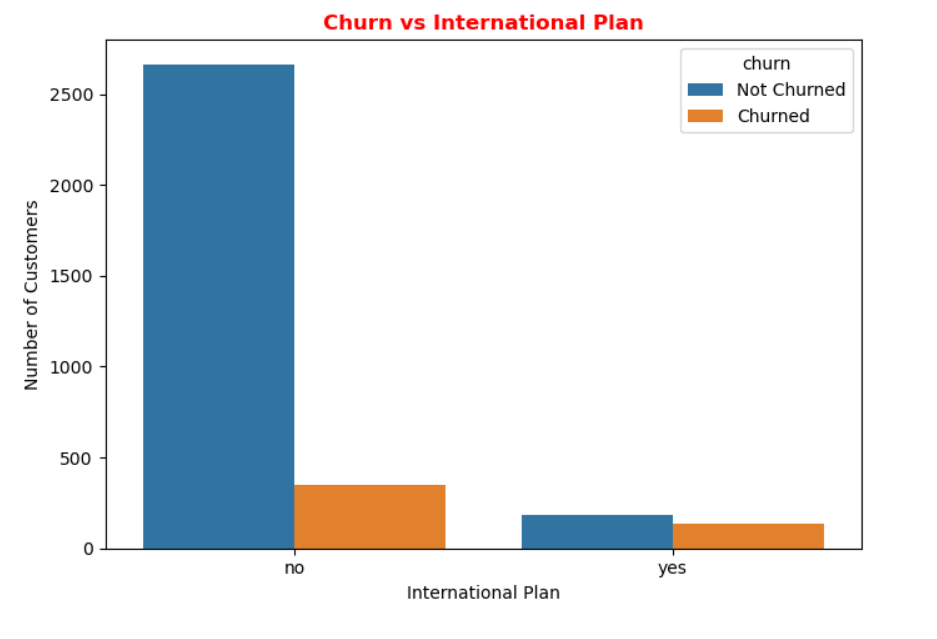 Churn vs International Plan
churn
Not Churned
Churned
Number of Customers
2500
2000
1500
1000
500
0
no
yes
International Plan